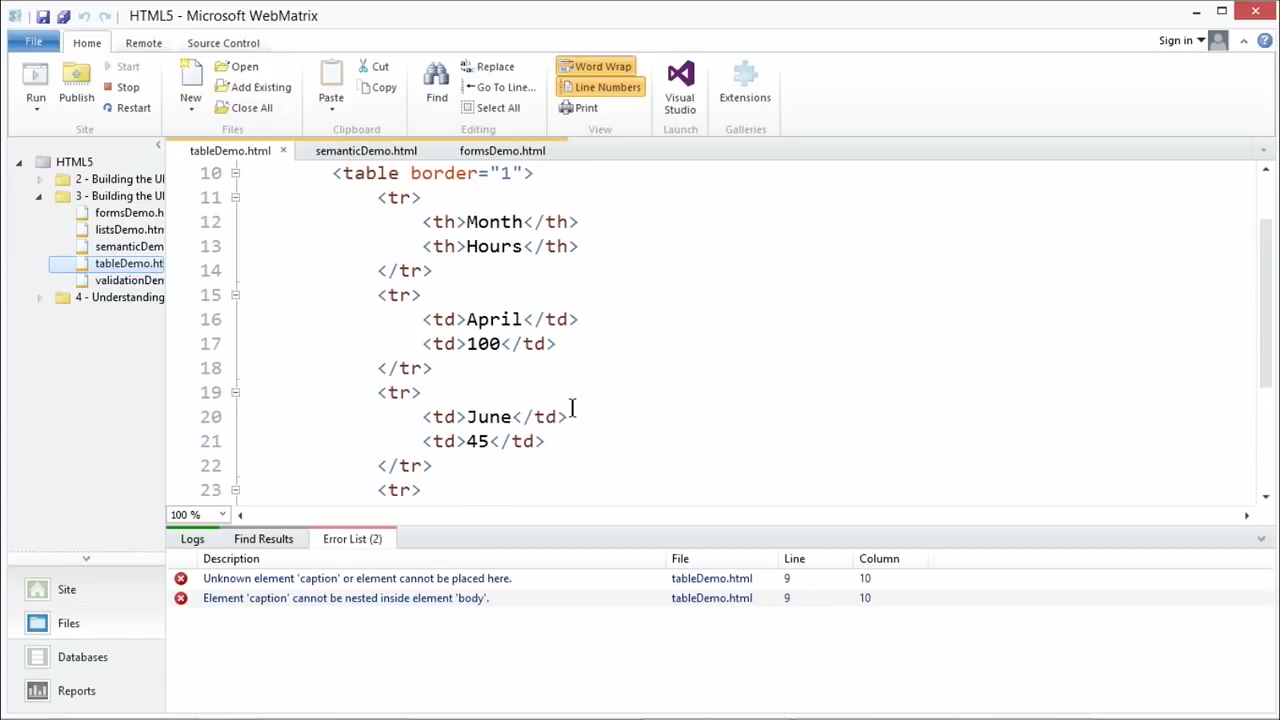 HTML5 - Microsoft WebMatrix
File Home Remote Source Control Sign in
Run
Publish
Start
Stop
Restart
Site
New
Open
Add Existing
Close All
Files
Paste
Cut
Copy
Clipboard
Find
Replace
Go To Line...
Select All
Editing
Word Wrap
Line Numbers
Print
View
Visual
Studio
Launch
Extensions
Galleries
HTML5
2 - Building the UI
3 - Building the UI
formsDemo.h
listsDemo.htm
semanticDem
tableDemo.ht
validationDem
4 - Understanding
Site
Files
Databases
Reports
tableDemo.html semanticDemo.html formsDemo.html
10 <table border="1">
11 <tr>
12 <th>Month</th>
13 <th>Hours</th>
14 </tr>
15 <tr>
16 <td>April</td>
17 <td>100</td>
18 </tr>
19 <tr>
20 <td>June</td>
21 <td>45</td>
22 </tr>
23 <tr>
100 %
Logs Find Results Error List (2)
Description File Line Column
Unknown element 'caption' or element cannot be placed here. tableDemo.html 9 10
Element 'caption' cannot be nested inside element 'body'. tableDemo.html 9 10